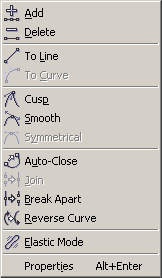 Add
Delete
To Line
To Curve
Cusp
Smooth
Symmetrical
Auto-Close
Join
Break Apart
Reverse Curve
Elastic Mode
Properties Alt+Enter